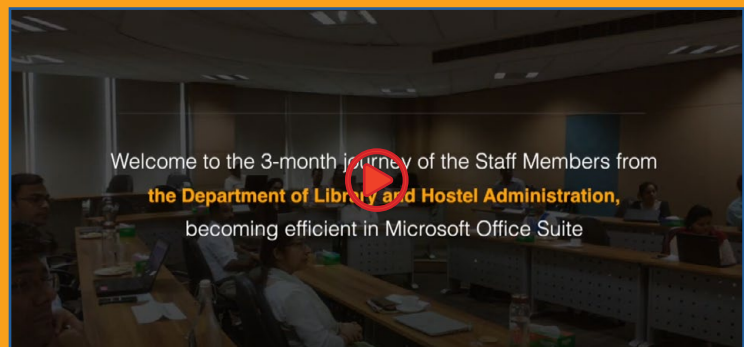 Welcome to the 3-month journey of the Staff Members from
the Department of Library and Hostel Administration,
becoming efficient in Microsoft Office Suite